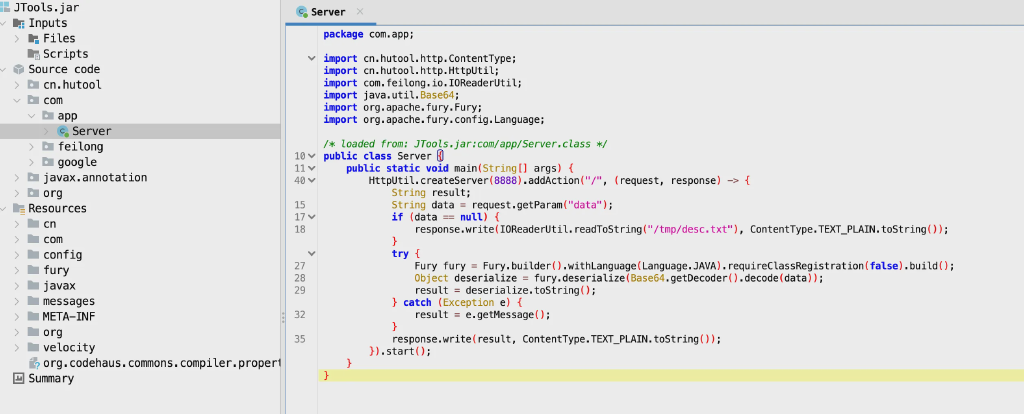 JTools.jar
Inputs
Files
Scripts
Source code
cn.hutool
com
app
Server
feilong
google
javax.annotation
org
Resources
cn
com
config
fury
javax
messages
META-INF
org
velocity
org.codehaus.commons.compiler.propert
Summary
Server
package com.app;
import cn.hutool.http.ContentType;
import cn.hutool.http.HttpUtil;
import com.feilong.io.IOReaderUtil;
import java.util.Base64;
import org.apache.fury.Fury;
import org.apache.fury.config.Language;
/* loaded from: JTools.jar:com/app/Server.class */
10 public class Server {
11 public static void main(String[] args) {
40 HttpUtil.createServer(8888).addAction("/", (request, response) -> {
String result;
15 String data = request.getParam("data");
17 if (data == null) {
18 response.write(IOReaderUtil.readToString("/tmp/desc.txt"), ContentType.TEXT_PLAIN.toString());
}
try {
27 Fury fury = Fury.builder().withLanguage(Language.JAVA).requireClassRegistration(false).build();
28 Object deserialize = fury.deserialize(Base64.getDecoder().decode(data));
29 result = deserialize.toString();
} catch (Exception e) {
32 result = e.getMessage();
}
35 response.write(result, ContentType.TEXT_PLAIN.toString());
}).start();
}
}